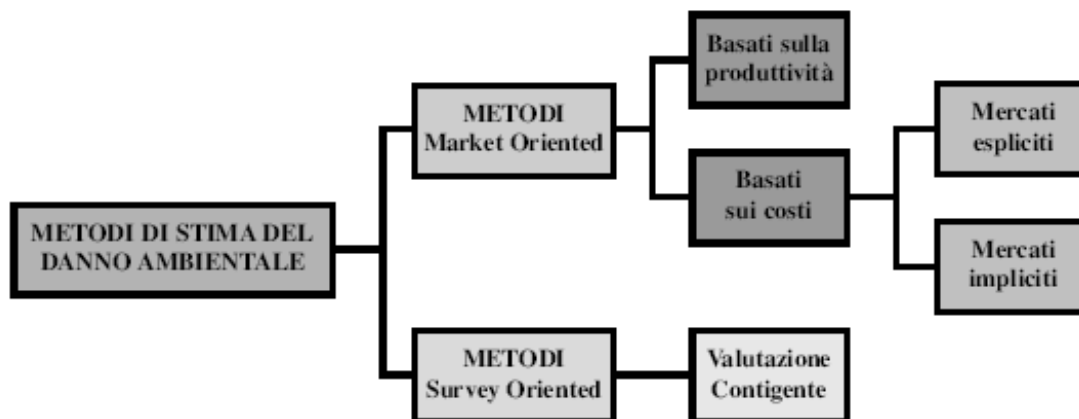 METODI DI STIMA DEL
DANNO AMBIENTALE
METODI
Market Oriented
METODI
Survey Oriented
Basati sulla
produttività
Basati
sui costi
Valutazione
Contigente
Mercati
espliciti
Mercati
impliciti